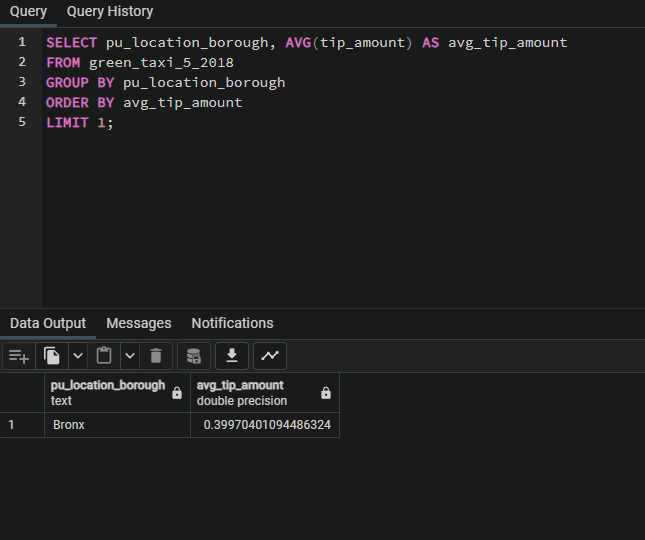 Query Query History
1 SELECT pu_location_borough, AVG(tip_amount) AS avg_tip_amount
2 FROM green_taxi_5_2018
3 GROUP BY pu_location_borough
4 ORDER BY avg_tip_amount
5 LIMIT 1;
Data Output Messages Notifications
pu_location_borough avg_tip_amount
text double precision
1 Bronx 0.39970401094486324